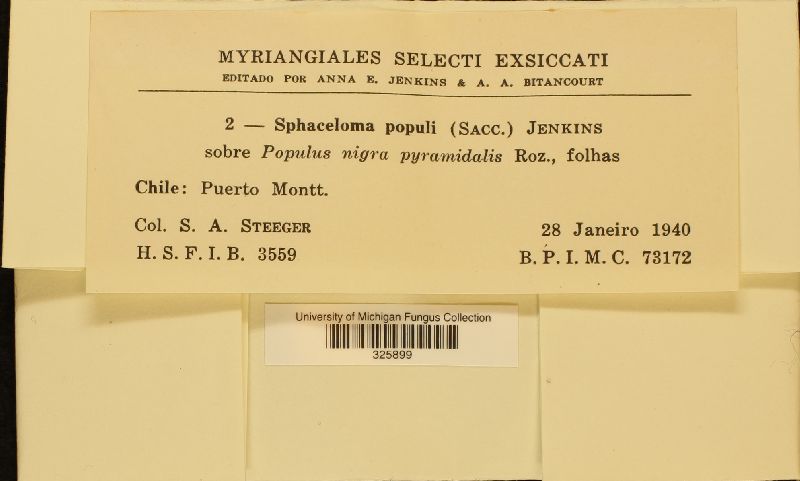 MYRIANGIALES SELECTI EXSICCATI
EDITADO POR ANNA E. JENKINS & A. A. BITANCOURT
2 — Sphaceloma populi (SACC.) JENKINS
sobre Populus nigra pyramidalis Roz., folhas
Chile: Puerto Montt.
Col. S. A. STEEGER 28 Janeiro 1940
H. S. F. I. B. 3559 B. P. I. M. C. 73172
University of Michigan Fungus Collection
325899